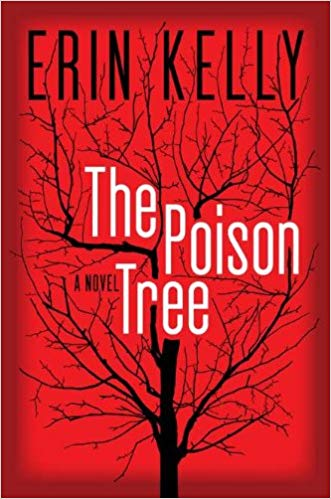 ERIN KELLY
The
Poison
A NOVEL
Tree